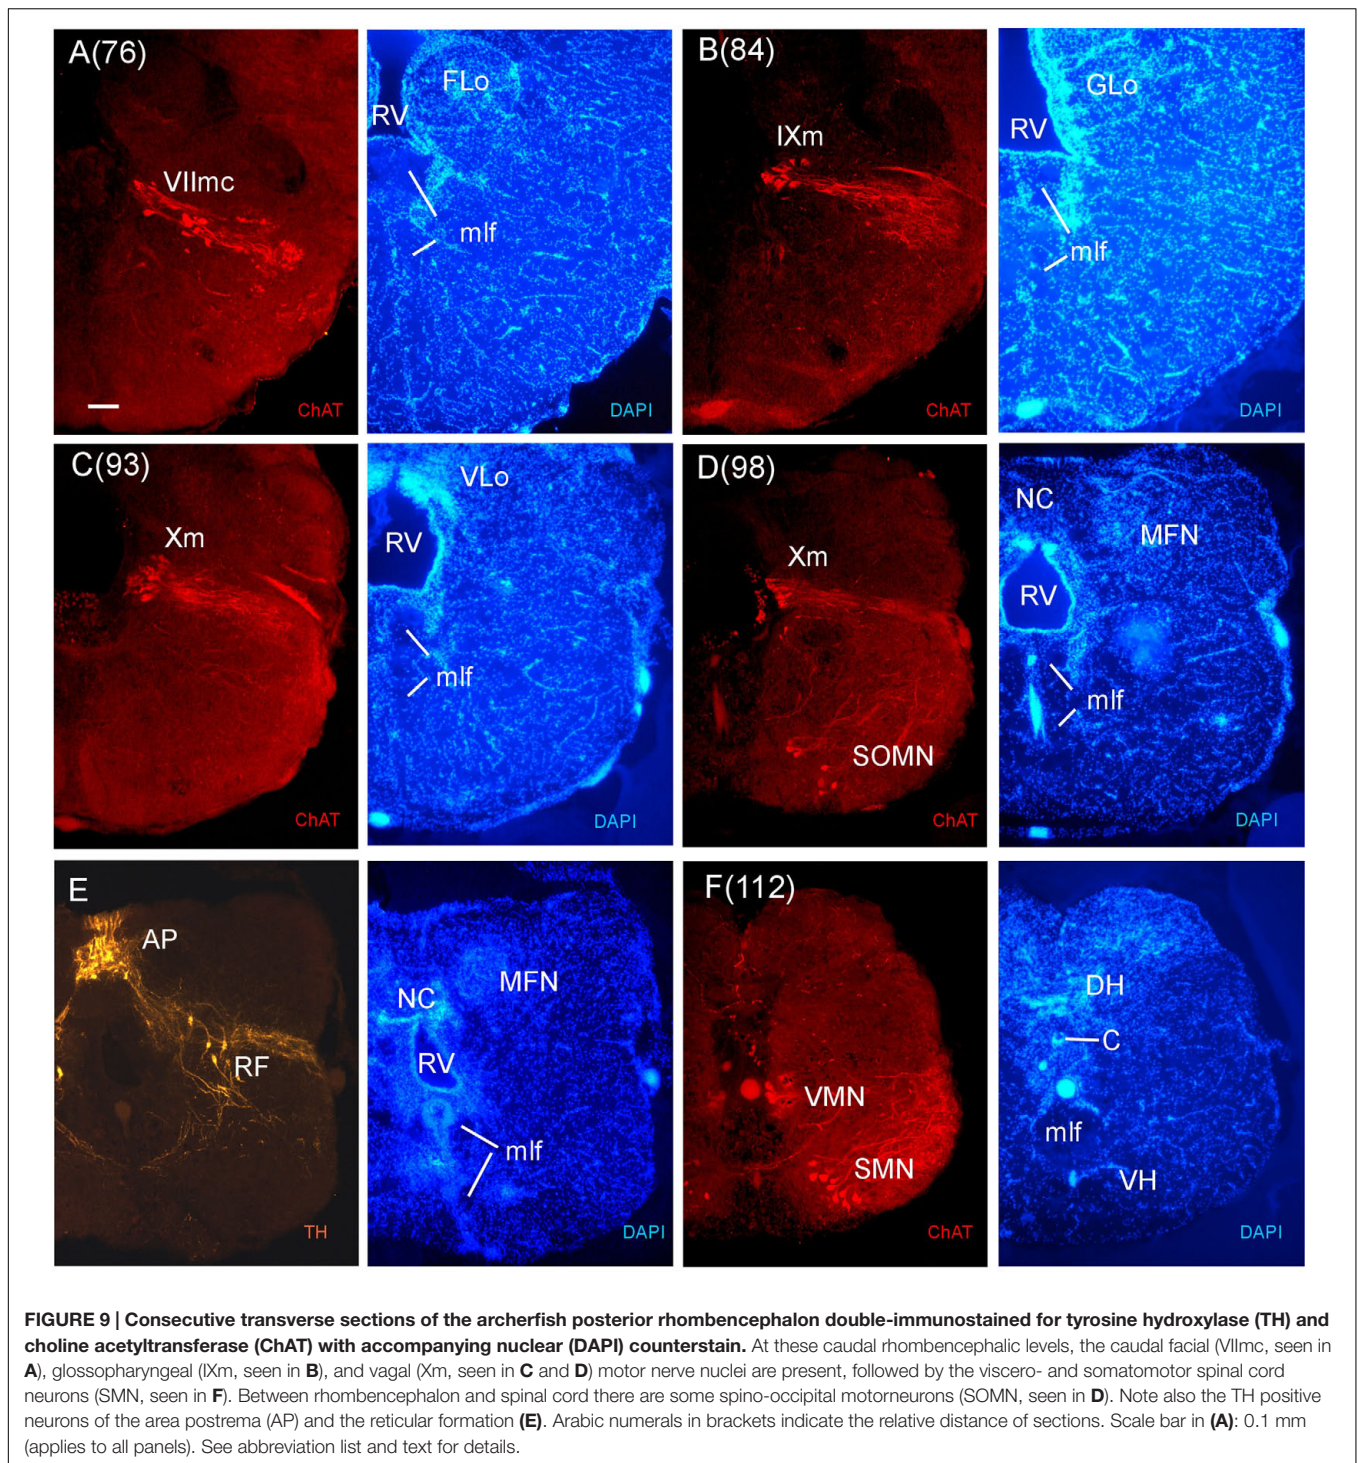 A(76)
FLo
RV
VIImc
mlf
ChAT
DAPI
B(84)
GLo
RV
IXm
mlf
ChAT
DAPI
C(93)
VLo
RV
Xm
mlf
ChAT
DAPI
D(98)
NC
MFN
Xm
RV
mlf
SOMN
ChAT
DAPI
E
AP
MFN
NC
RV
RF
mlf
TH
DAPI
F(112)
DH
C
VMN
mlf
SMN
VH
ChAT
DAPI
FIGURE 9 | Consecutive transverse sections of the archerfish posterior rhombencephalon double-immunostained for tyrosine hydroxylase (TH) and
choline acetyltransferase (ChAT) with accompanying nuclear (DAPI) counterstain. At these caudal rhombencephalic levels, the caudal facial (VIImc, seen in
A), glossopharyngeal (IXm, seen in B), and vagal (Xm, seen in C and D) motor nerve nuclei are present, followed by the viscero- and somatomotor spinal cord
neurons (SMN, seen in F). Between rhombencephalon and spinal cord there are some spino-occipital motorneurons (SOMN, seen in D). Note also the TH positive
neurons of the area postrema (AP) and the reticular formation (E). Arabic numerals in brackets indicate the relative distance of sections. Scale bar in (A): 0.1 mm
(applies to all panels). See abbreviation list and text for details.